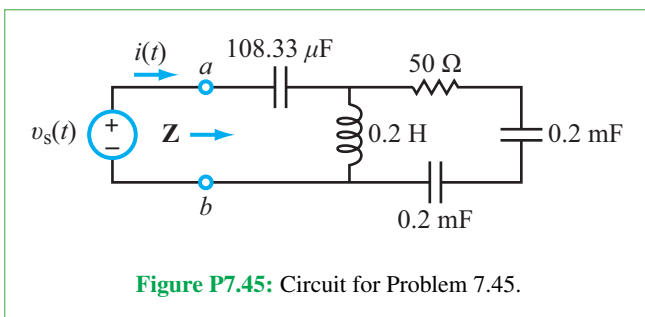 i(t)
a
108.33 μF
50 Ω
υs(t)
+
−
Z
0.2 H
0.2 mF
b
0.2 mF
Figure P7.45: Circuit for Problem 7.45.